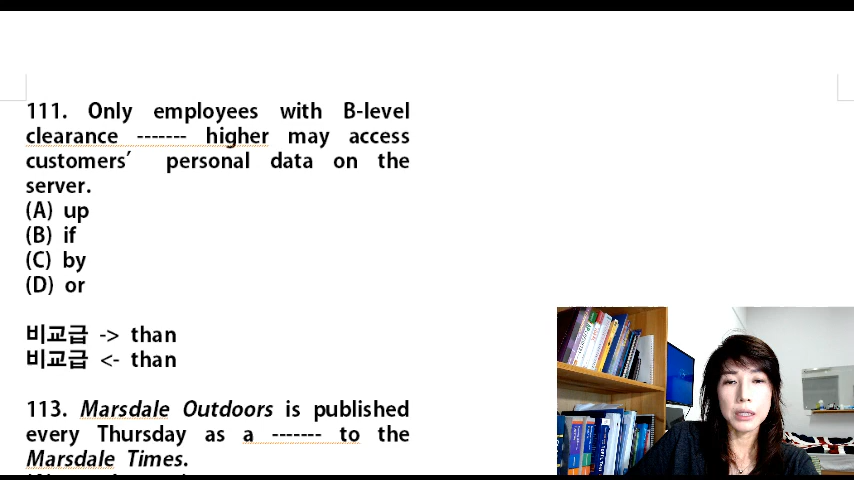 111. Only employees with B-level
clearance ------- higher may access
customers’ personal data on the
server.
(A) up
(B) if
(C) by
(D) or
비교급 -> than
비교급 <- than
113. Marsdale Outdoors is published
every Thursday as a ------- to the
Marsdale Times.